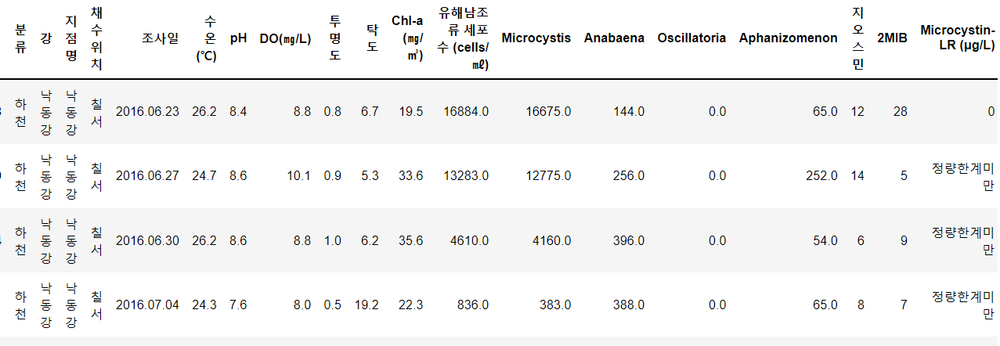 분류 강 지점명 채수위치 조사일 수온 (℃) pH DO(㎎/L) 투명도 탁도 Chl-a (㎎/㎥) 유해남조류 세포수 (cells/㎖) Microcystis Anabaena Oscillatoria Aphanizomenon 지오스민 2MIB Microcystin-LR (μg/L)
하천 낙동강 낙동강 칠서 2016.06.23 26.2 8.4 8.8 0.8 6.7 19.5 16884.0 16675.0 144.0 0.0 65.0 12 28 0
하천 낙동강 낙동강 칠서 2016.06.27 24.7 8.6 10.1 0.9 5.3 33.6 13283.0 12775.0 256.0 0.0 252.0 14 5 정량한계미만
하천 낙동강 낙동강 칠서 2016.06.30 26.2 8.6 8.8 1.0 6.2 35.6 4610.0 4160.0 396.0 0.0 54.0 6 9 정량한계미만
하천 낙동강 낙동강 칠서 2016.07.04 24.3 7.6 8.0 0.5 19.2 22.3 836.0 383.0 388.0 0.0 65.0 8 7 정량한계미만